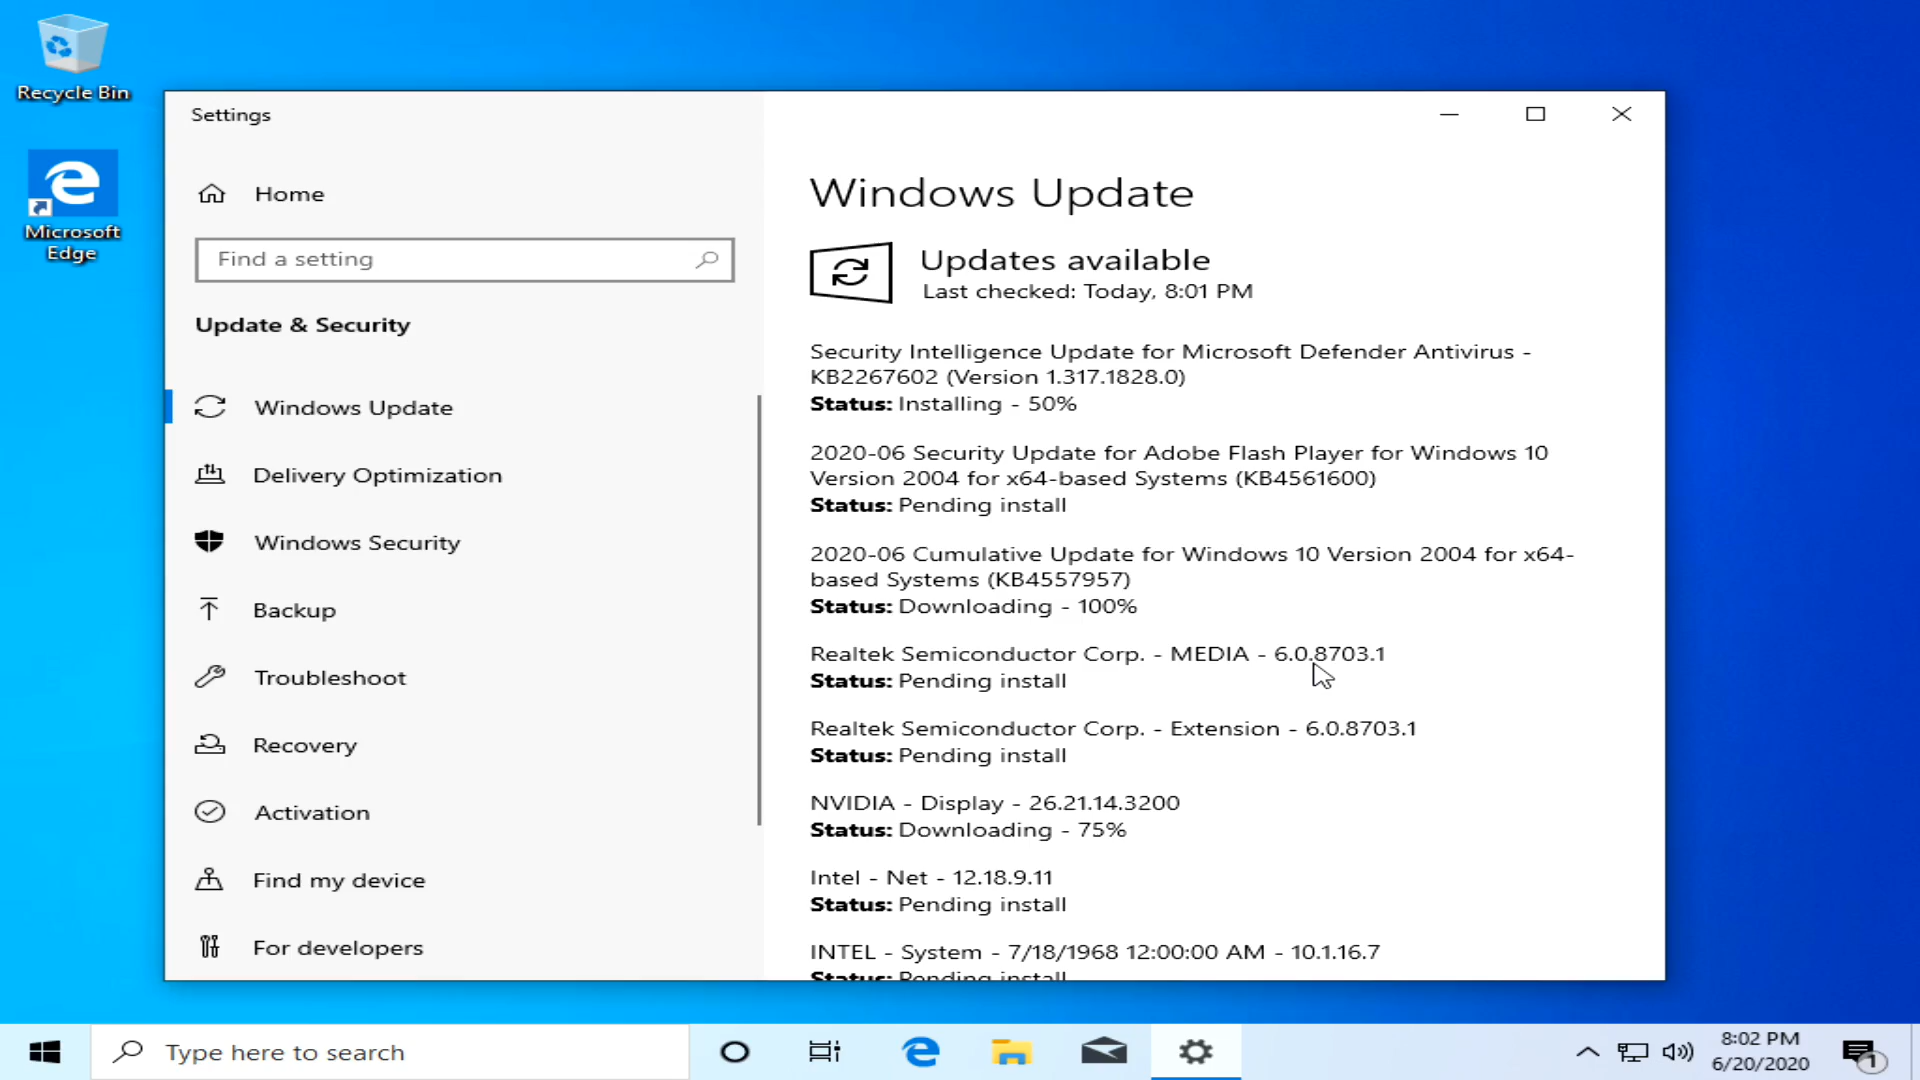 Recycle Bin
Microsoft
Edge
Settings
Home
Find a setting
Update & Security
Windows Update
Delivery Optimization
Windows Security
Backup
Troubleshoot
Recovery
Activation
Find my device
For developers
Windows Update
Updates available
Last checked: Today, 8:01 PM
Security Intelligence Update for Microsoft Defender Antivirus -
KB2267602 (Version 1.317.1828.0)
Status: Installing - 50%
2020-06 Security Update for Adobe Flash Player for Windows 10
Version 2004 for x64-based Systems (KB4561600)
Status: Pending install
2020-06 Cumulative Update for Windows 10 Version 2004 for x64-
based Systems (KB4557957)
Status: Downloading - 100%
Realtek Semiconductor Corp. - MEDIA - 6.0.8703.1
Status: Pending install
Realtek Semiconductor Corp. - Extension - 6.0.8703.1
Status: Pending install
NVIDIA - Display - 26.21.14.3200
Status: Downloading - 75%
Intel - Net - 12.18.9.11
Status: Pending install
INTEL - System - 7/18/1968 12:00:00 AM - 10.1.16.7
Status: Pending install
Type here to search
8:02 PM
6/20/2020
1